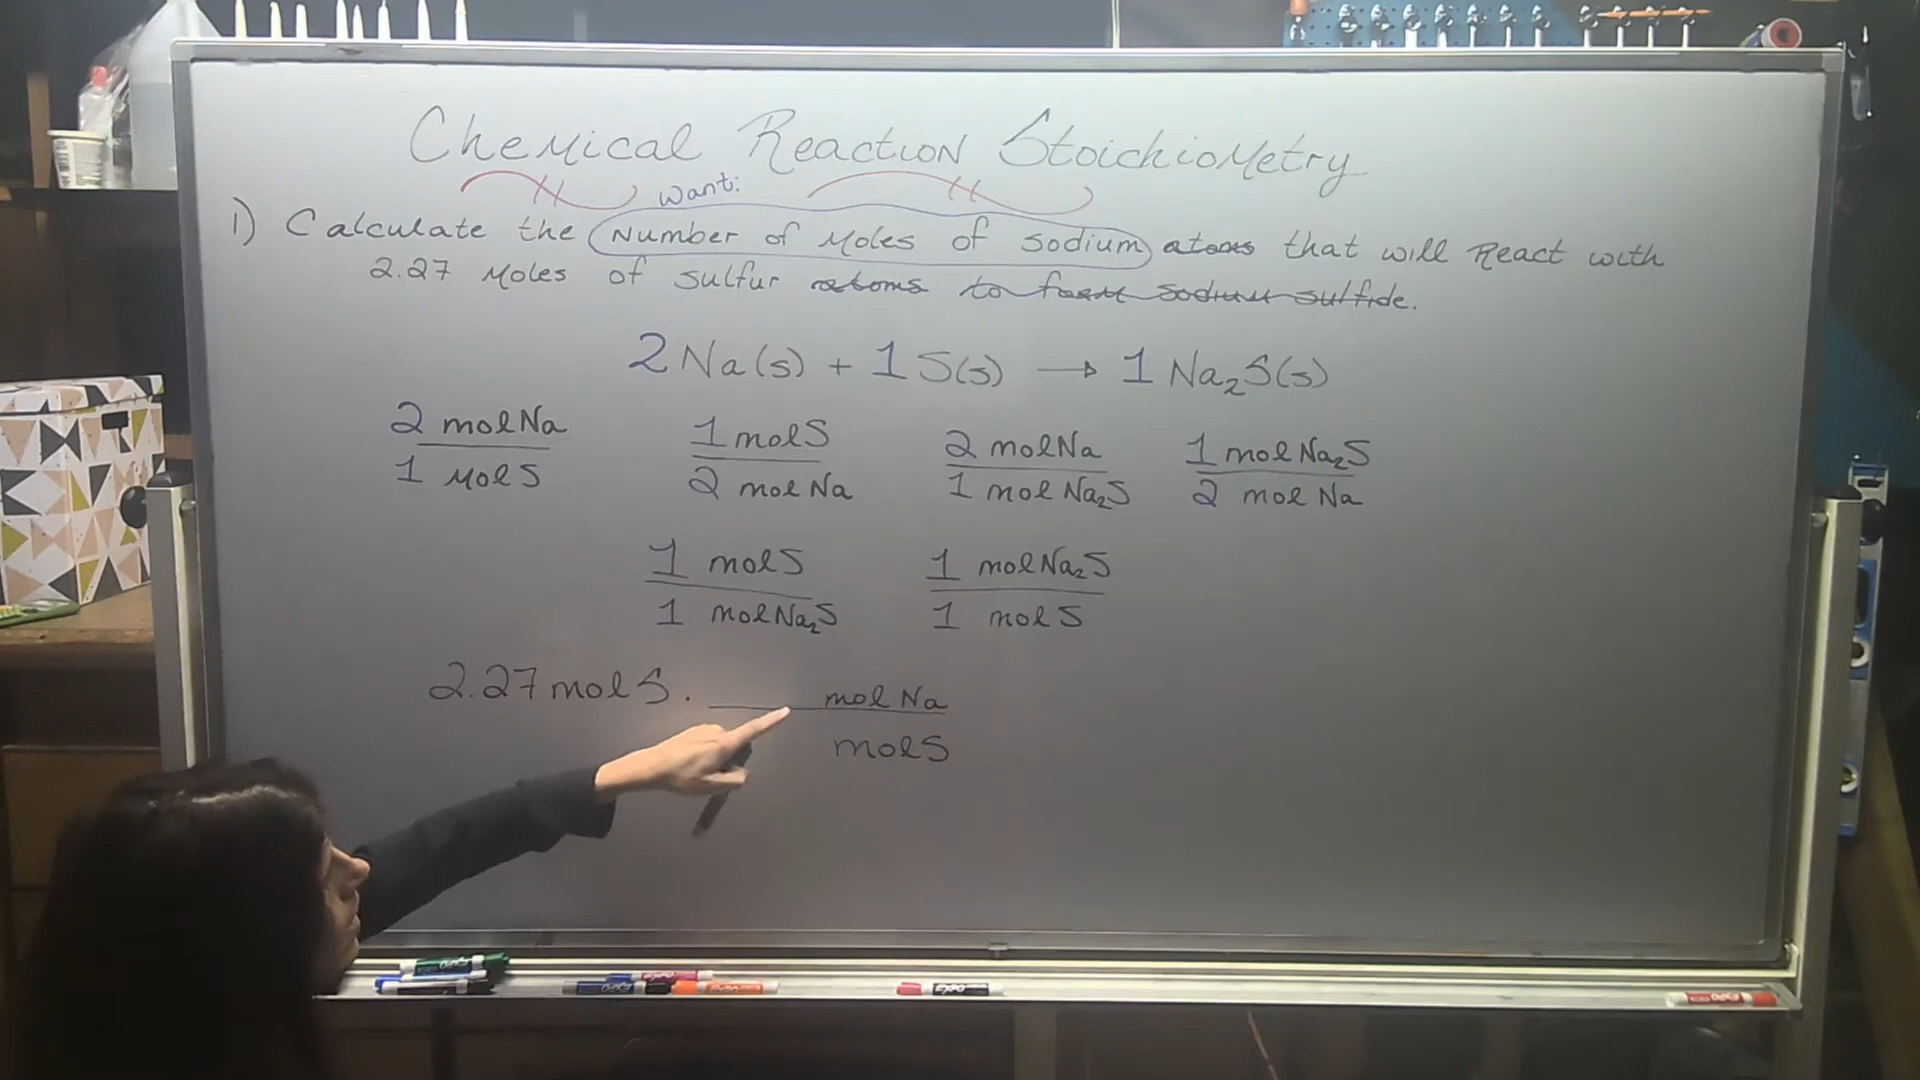 Chemical Reaction Stoichiometry
Want:
1) Calculate the number of moles of sodium atoms that will React with
2.27 moles of sulfur atoms to form sodium sulfide.
2 Na(s) + 1 S(s) → 1 Na₂S(s)
2 mol Na / 1 mol S   1 mol S / 2 mol Na   2 mol Na / 1 mol Na₂S   1 mol Na₂S / 2 mol Na
1 mol S / 1 mol Na₂S   1 mol Na₂S / 1 mol S
2.27 mol S · mol Na / mol S
EXPO